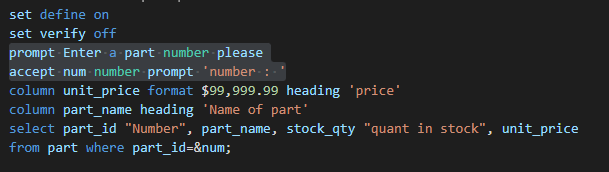 set define on
set verify off
prompt Enter a part number please
accept num number prompt 'number : '
column unit_price format $99,999.99 heading 'price'
column part_name heading 'Name of part'
select part_id "Number", part_name, stock_qty "quant in stock", unit_price
from part where part_id=&num;